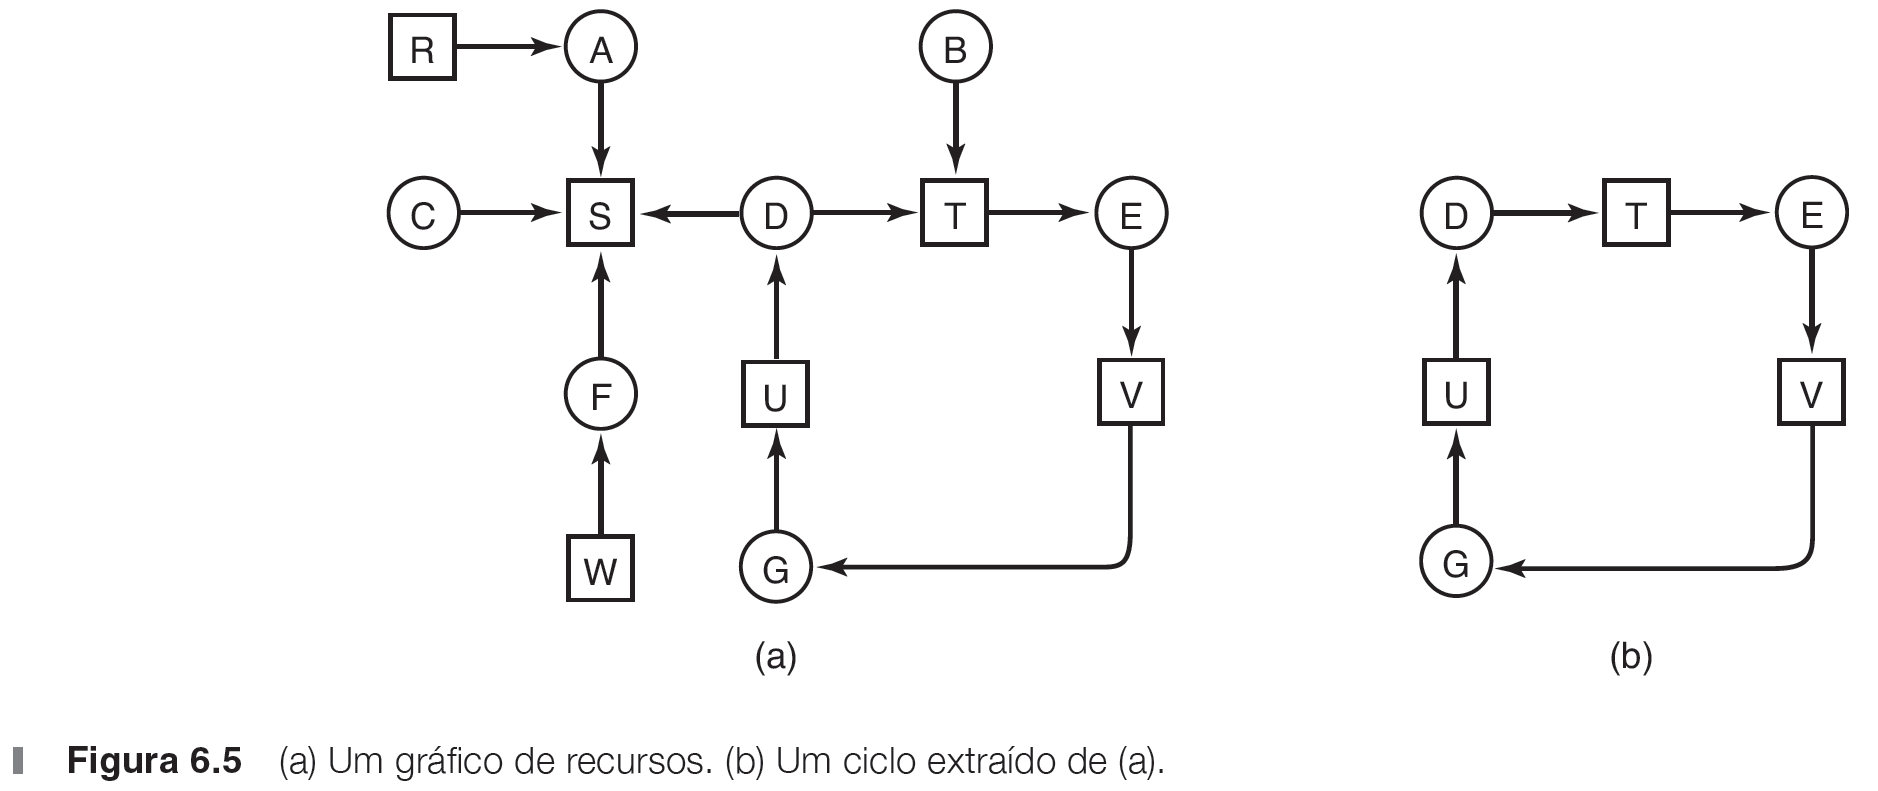 R A B
C S D T E D T E
F U V U V
W G G
(a) (b)
Figura 6.5 (a) Um gráfico de recursos. (b) Um ciclo extraído de (a).